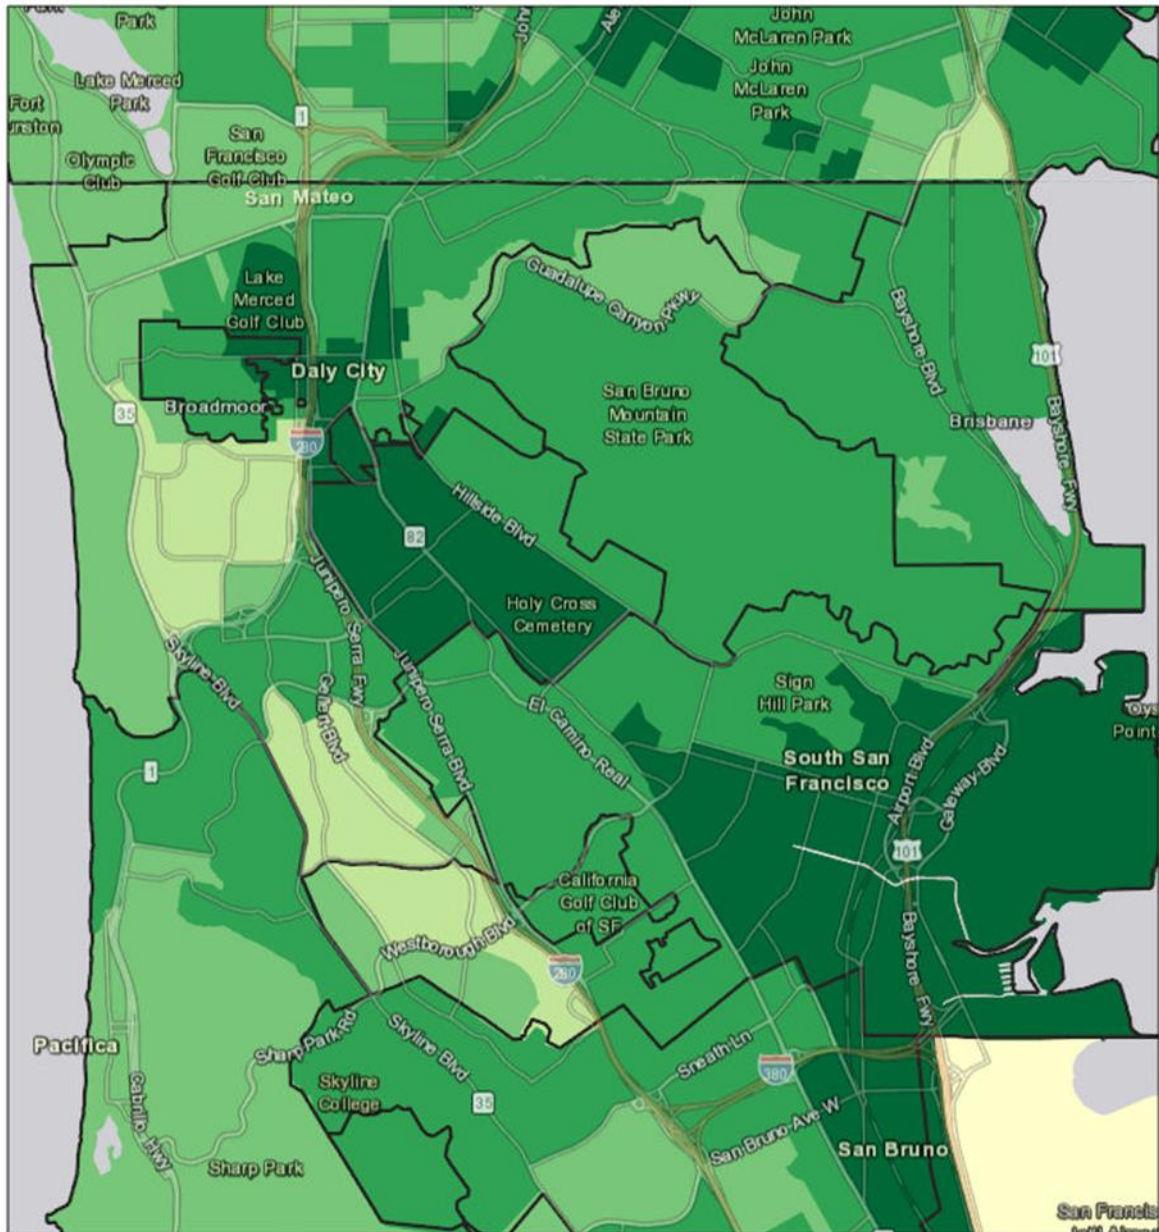 Park
Park
John
McLaren Park
Lake Merced
Park
John
McLaren
Park
Fort
1
San
Francisco
Golf Club
Olympic
Club
San Mateo
Lake
Merced
Golf Club
Guadalupe Canyon Pkwy
Bayshore Blvd
101
Daly City
San Bruno
Mountain
State Park
35
Broadmoor
Brisbane
Bayshore Fwy
280
Hillside Blvd
82
Junipero Serra Fwy
Holy Cross
Cemetery
Skyline Blvd
Gellert Blvd
Junipero Serra Blvd
Sign
Hill Park
El Camino Real
Point
1
South San
Francisco
Airport Blvd
Gateway Blvd
101
California
Golf Club
of SF
Westborough Blvd
280
Bayshore Fwy
Pacifica
Sharp Park Rd
Skyline Blvd
Sneath Ln
380
Skyline
College
35
Cabrillo Hwy
San Bruno Ave W
San Bruno
Sharp Park